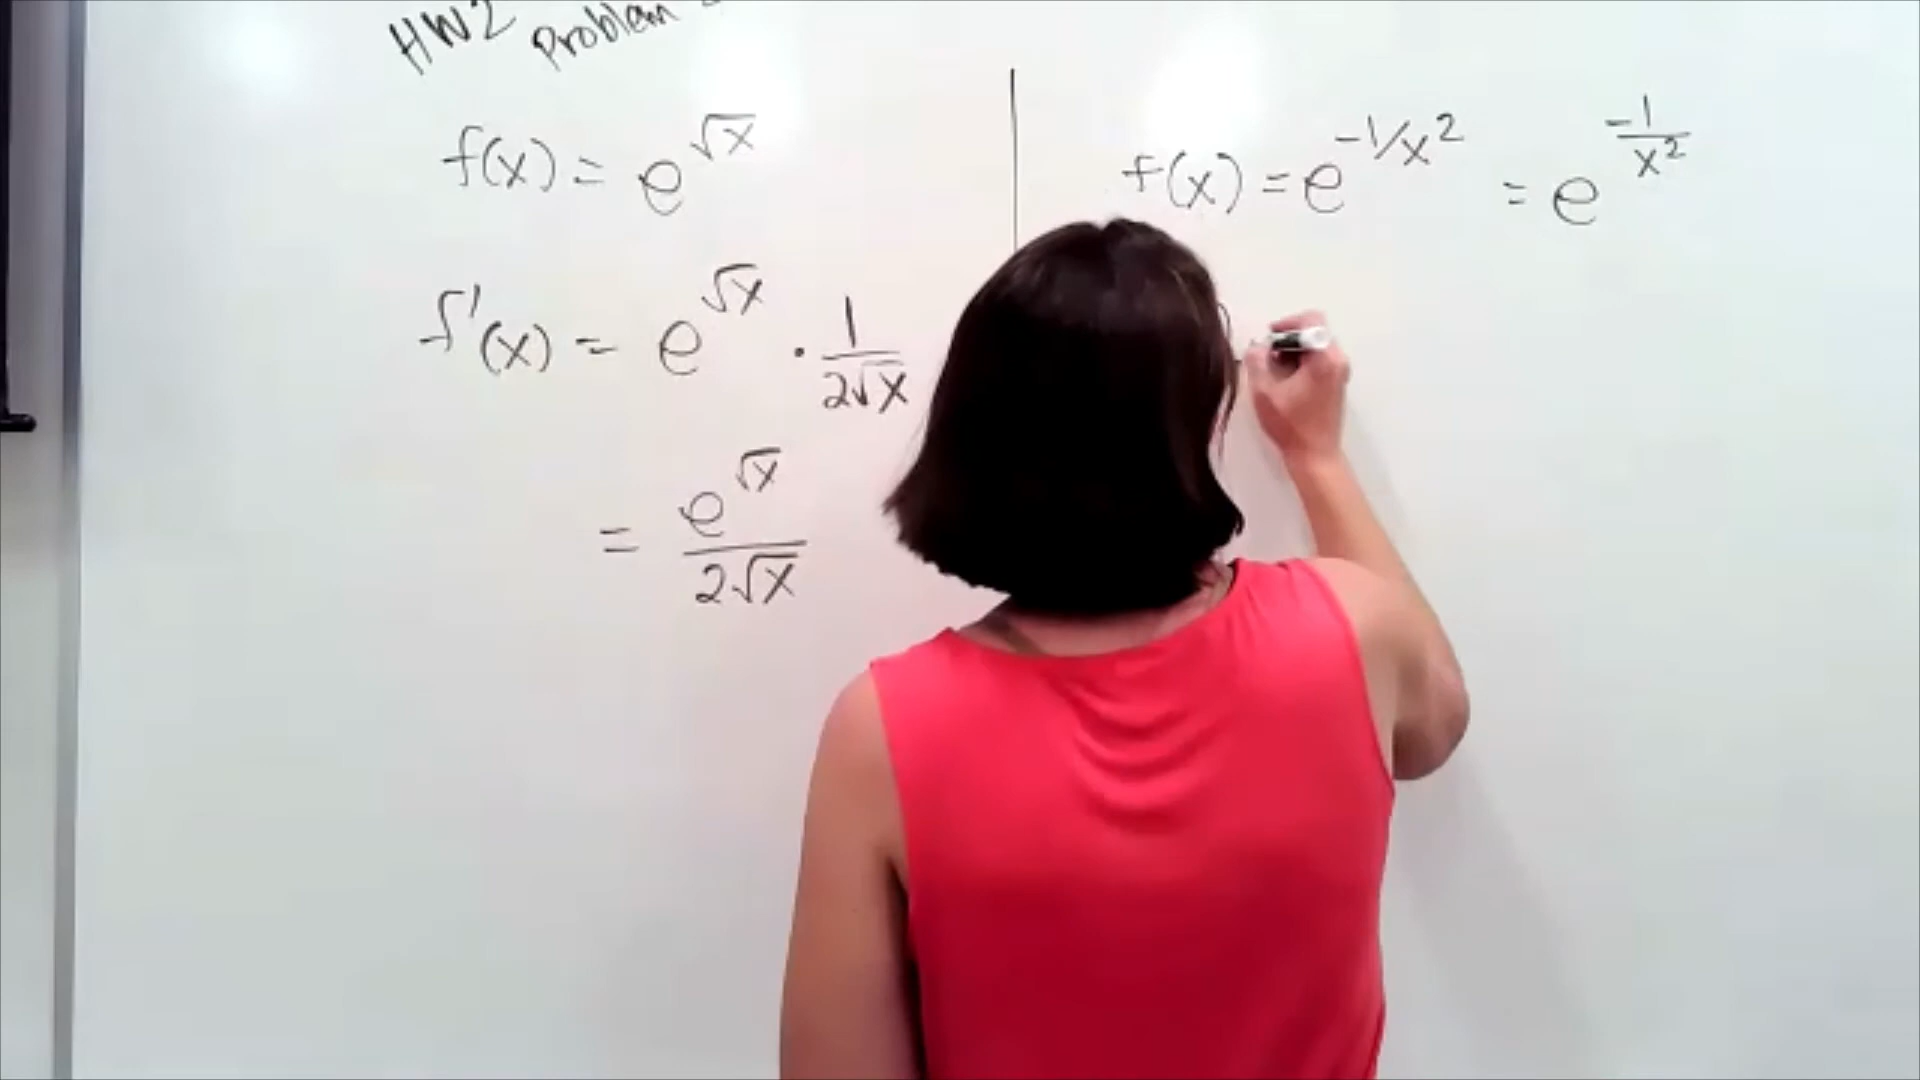 HW2 Problem
f(x) = e^√x
f'(x) = e^√x · 1/2√x
= e^√x/2√x
f(x) = e^-1/x² = e^-1/x²